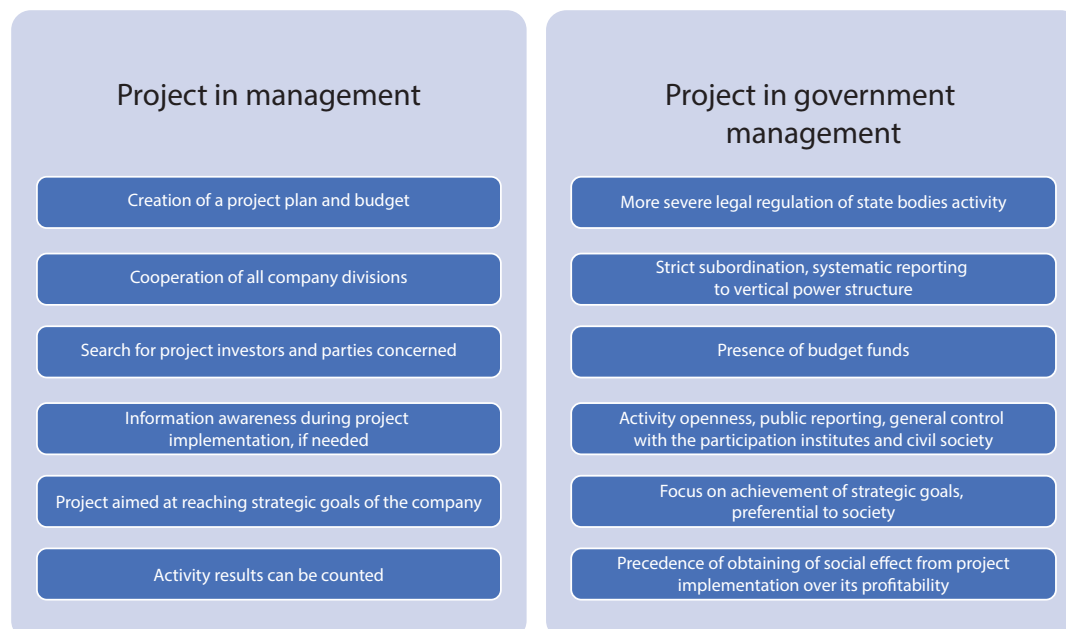 Project in management
Creation of a project plan and budget
Cooperation of all company divisions
Search for project investors and parties concerned
Information awareness during project
implementation, if needed
Project aimed at reaching strategic goals of the company
Activity results can be counted
Project in government
management
More severe legal regulation of state bodies activity
Strict subordination, systematic reporting
to vertical power structure
Presence of budget funds
Activity openness, public reporting, general control
with the participation institutes and civil society
Focus on achievement of strategic goals,
preferential to society
Precedence of obtaining of social effect from project
implementation over its profitability